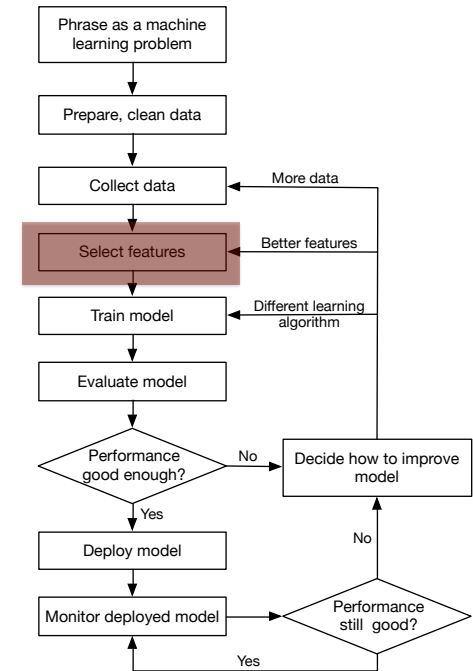 Phrase as a machine
learning problem
Prepare, clean data
Collect data
More data
Select features
Better features
Train model
Different learning
algorithm
Evaluate model
Performance
good enough?
No
Decide how to improve
model
Yes
No
Deploy model
Monitor deployed model
Performance
still good?
Yes